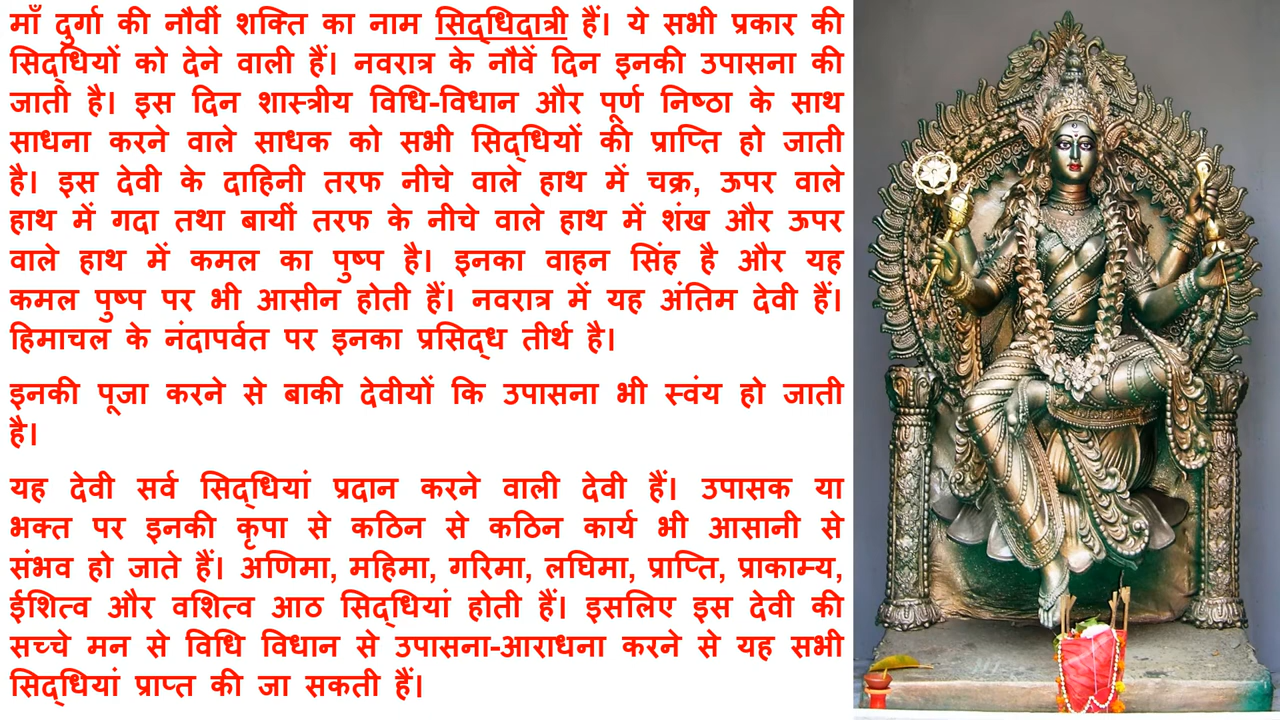 माँ दुर्गा की नौवीं शक्ति का नाम सिद्धिदात्री हैं। ये सभी प्रकार की
सिद्धियों को देने वाली हैं। नवरात्र के नौवें दिन इनकी उपासना की
जाती है। इस दिन शास्त्रीय विधि-विधान और पूर्ण निष्ठा के साथ
साधना करने वाले साधक को सभी सिद्धियों की प्राप्ति हो जाती
है। इस देवी के दाहिनी तरफ नीचे वाले हाथ में चक्र, ऊपर वाले
हाथ में गदा तथा बायीं तरफ के नीचे वाले हाथ में शंख और ऊपर
वाले हाथ में कमल का पुष्प है। इनका वाहन सिंह है और यह
कमल पुष्प पर भी आसीन होती हैं। नवरात्र में यह अंतिम देवी हैं।
हिमाचल के नंदापर्वत पर इनका प्रसिद्ध तीर्थ है।
इनकी पूजा करने से बाकी देवीयों कि उपासना भी स्वंय हो जाती
है।
यह देवी सर्व सिद्धियां प्रदान करने वाली देवी हैं। उपासक या
भक्त पर इनकी कृपा से कठिन से कठिन कार्य भी आसानी से
संभव हो जाते हैं। अणिमा, महिमा, गरिमा, लघिमा, प्राप्ति, प्राकाम्य,
ईशित्व और वशित्व आठ सिद्धियां होती हैं। इसलिए इस देवी की
सच्चे मन से विधि विधान से उपासना-आराधना करने से यह सभी
सिद्धियां प्राप्त की जा सकती हैं।